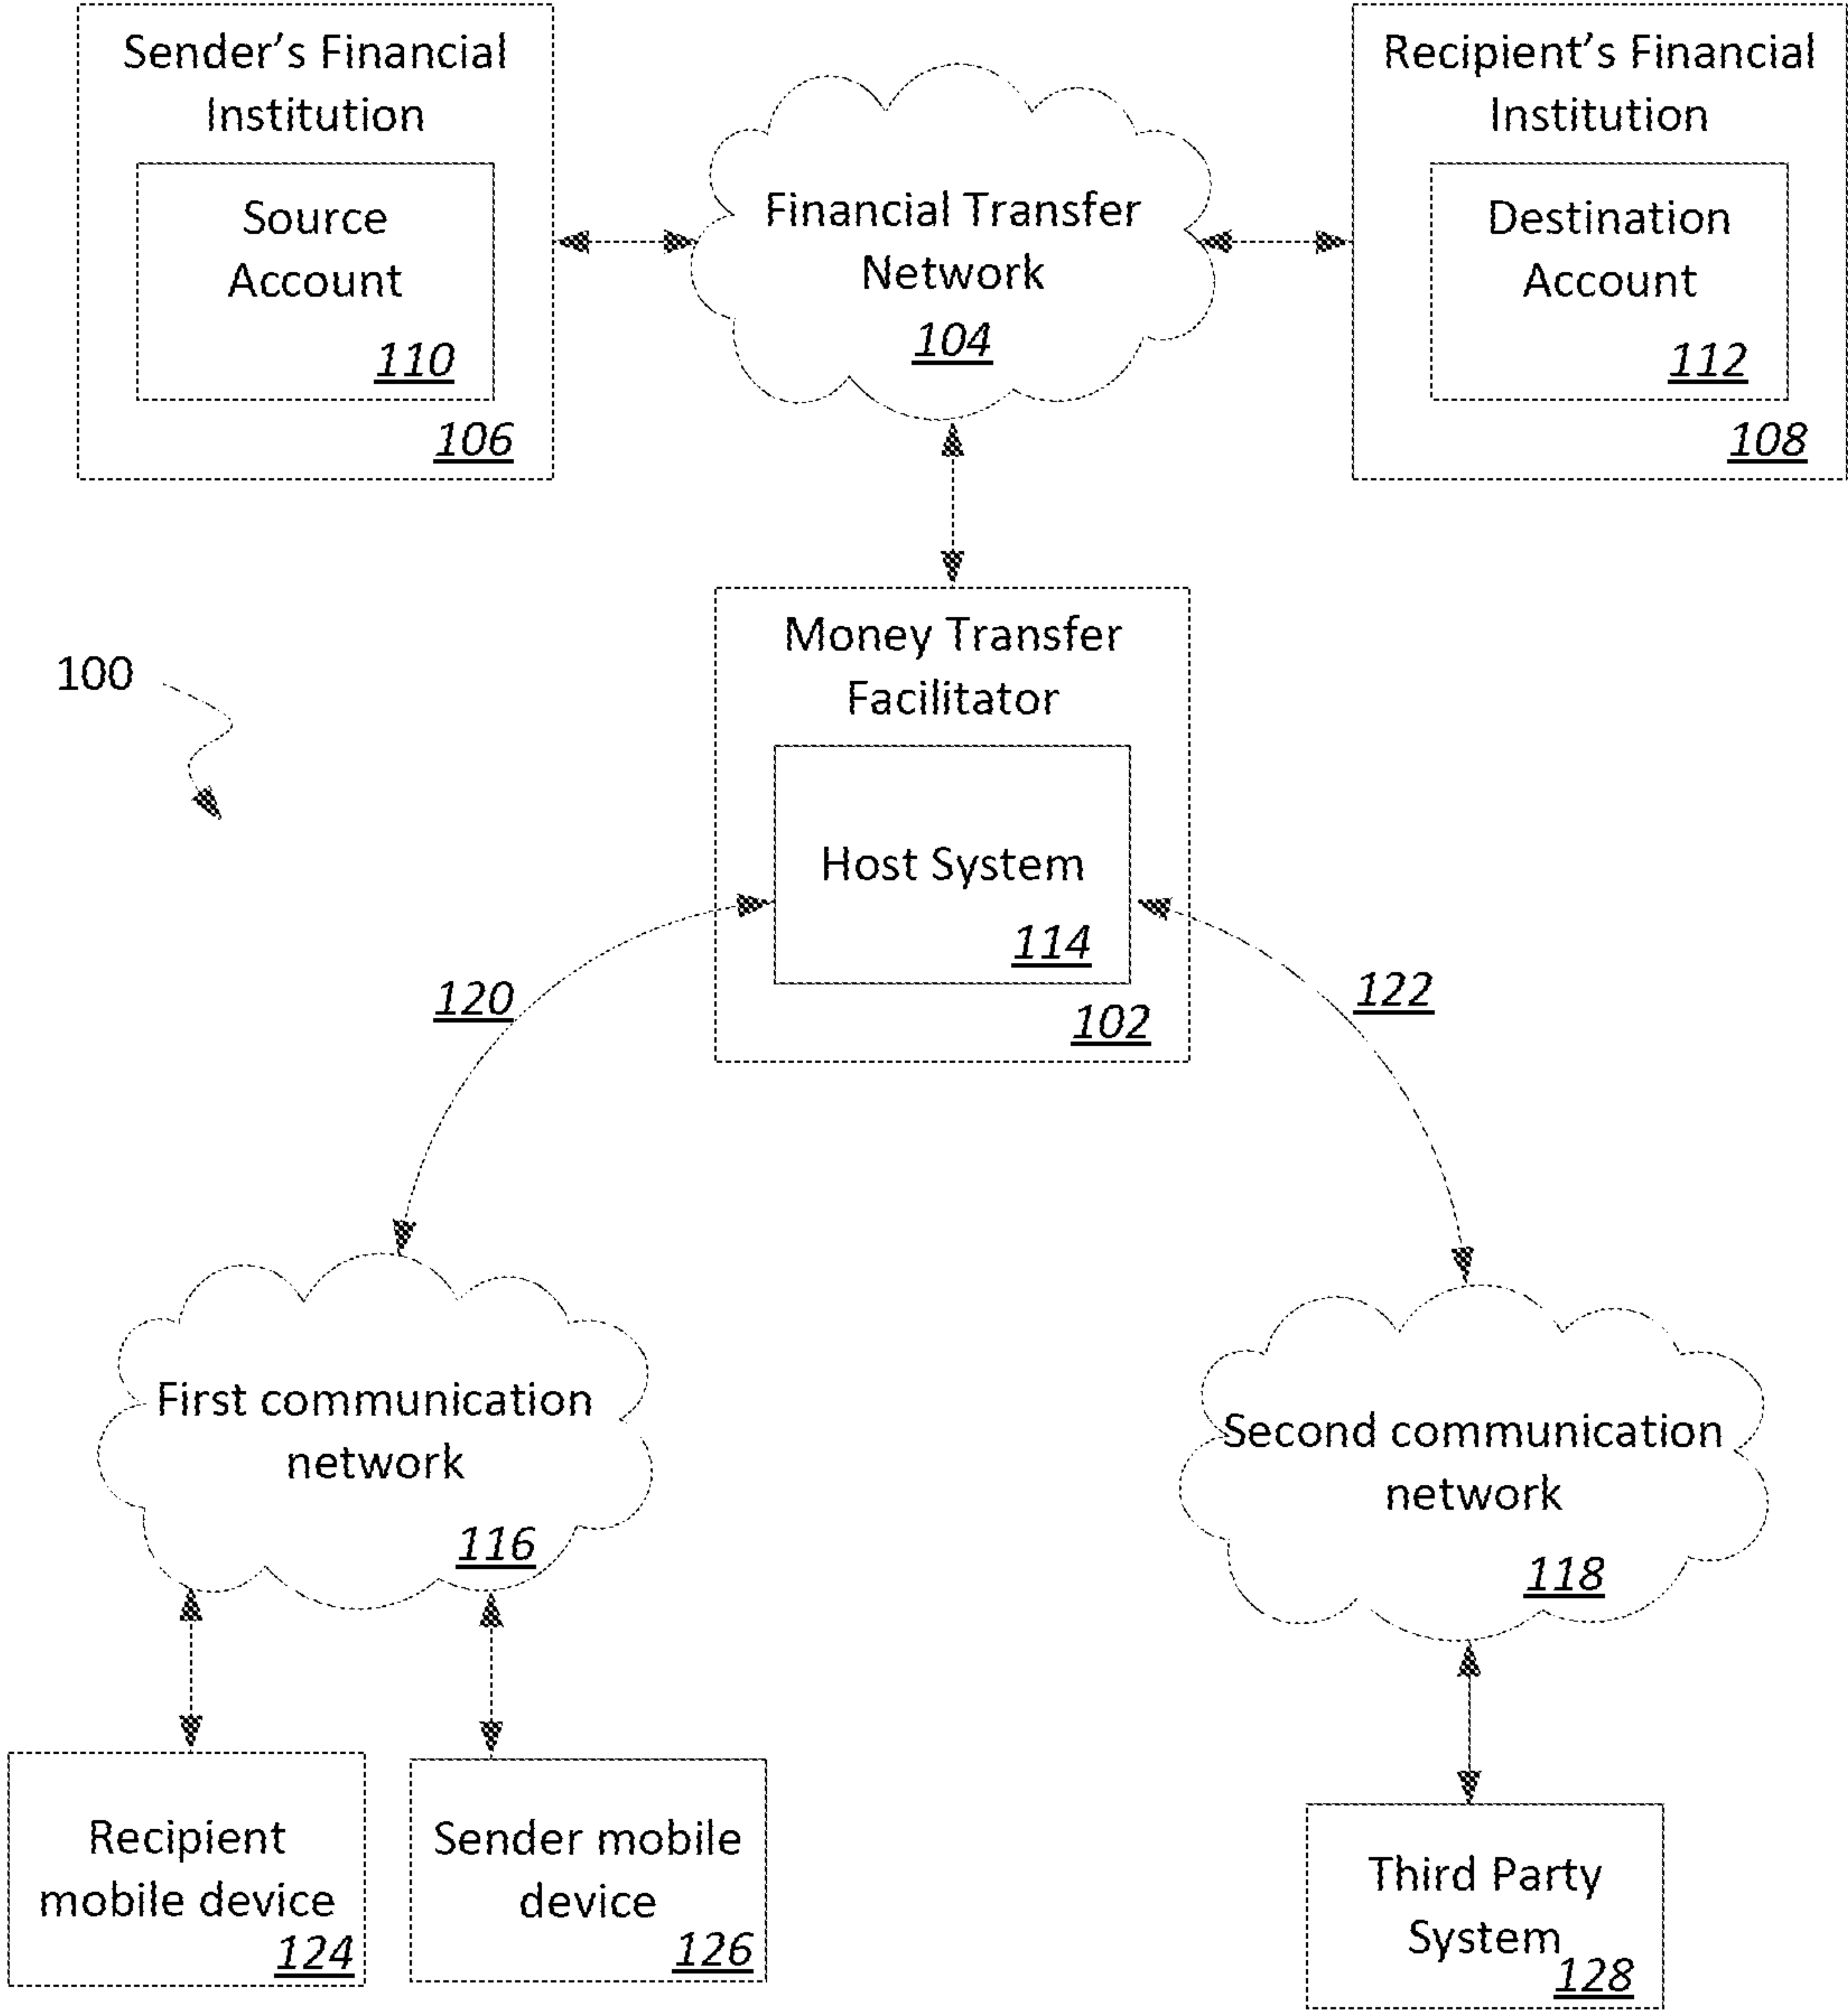 Sender’s Financial
Institution
Source
Account
110
106
Financial Transfer
Network
104
Recipient’s Financial
Institution
Destination
Account
112
108
100
Money Transfer
Facilitator
Host System
114
102
120
122
First communication
network
116
Second communication
network
118
Recipient
mobile device
124
Sender mobile
device
126
Third Party
System
128